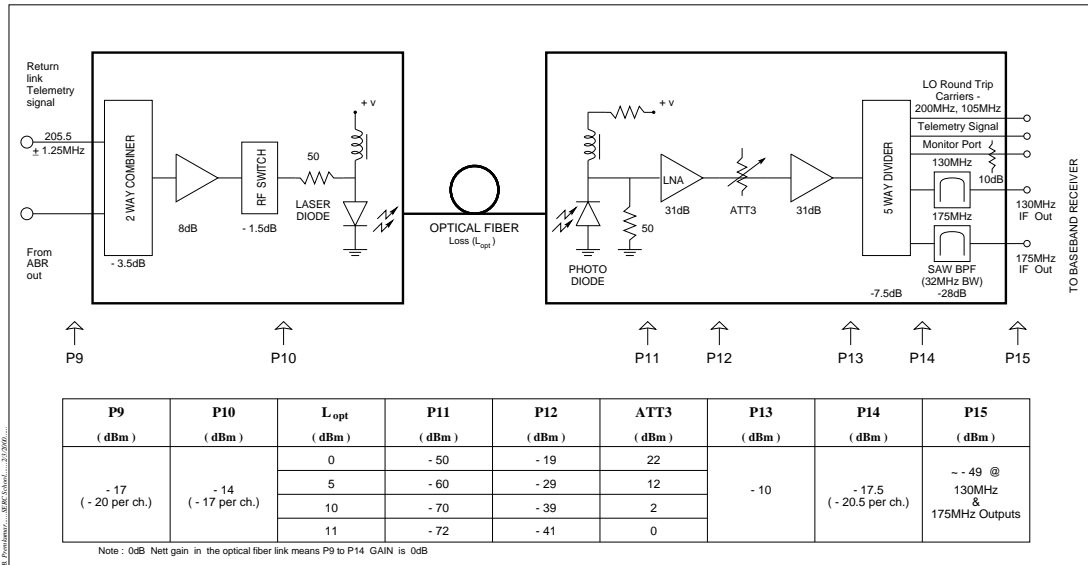 Return
link
Telemetry
signal
205.5
± 1.25MHz
From
ABR
out
2 WAY COMBINER
- 3.5dB
8dB
RF SWITCH
- 1.5dB
50
+ v
LASER
DIODE
OPTICAL FIBER
Loss (Lopt )
+ v
PHOTO
DIODE
50
LNA
31dB
ATT3
31dB
5 WAY DIVIDER
-7.5dB
LO Round Trip
Carriers -
200MHz, 105MHz
Telemetry Signal
Monitor Port
10dB
130MHz
175MHz
SAW BPF
(32MHz BW)
-28dB
130MHz
IF Out
175MHz
IF Out
TO BASEBAND RECEIVER
P9 P10 P11 P12 P13 P14 P15
P9 P10 L opt P11 P12 ATT3 P13 P14 P15
( dBm ) ( dBm ) ( dBm ) ( dBm ) ( dBm ) ( dBm ) ( dBm ) ( dBm ) ( dBm )
- 17
( - 20 per ch.)
- 14
( - 17 per ch.)
0 - 50 - 19 22
5 - 60 - 29 12
10 - 70 - 39 2
11 - 72 - 41 0
- 10
- 17.5
( - 20.5 per ch.)
~ - 49 @
130MHz
&
175MHz Outputs
Note : 0dB Nett gain in the optical fiber link means P9 to P14 GAIN is 0dB